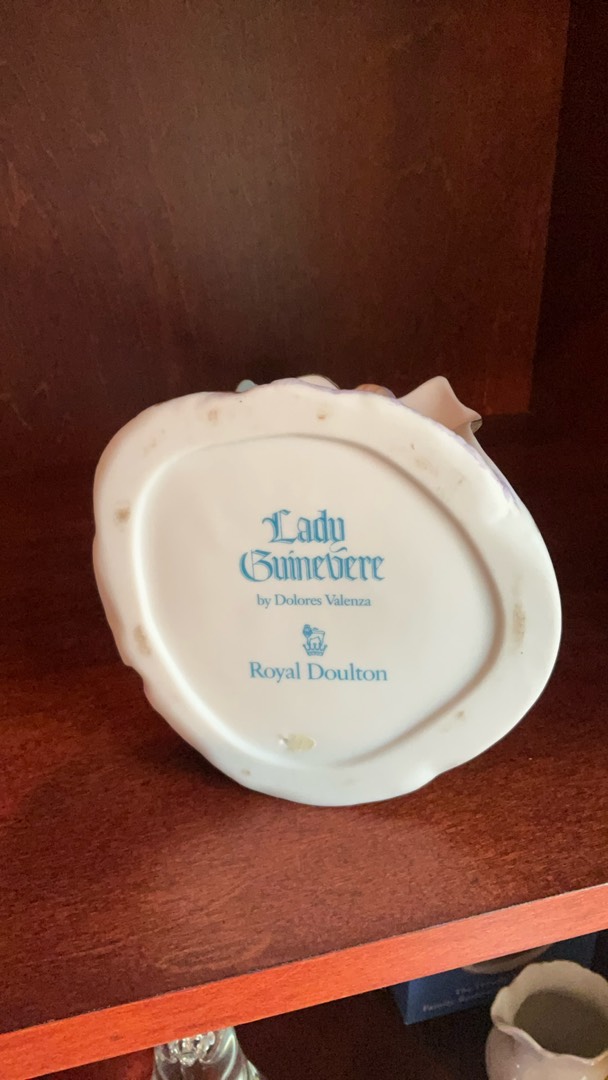 Lady
Guinevere
by Dolores Valenza
Royal Doulton